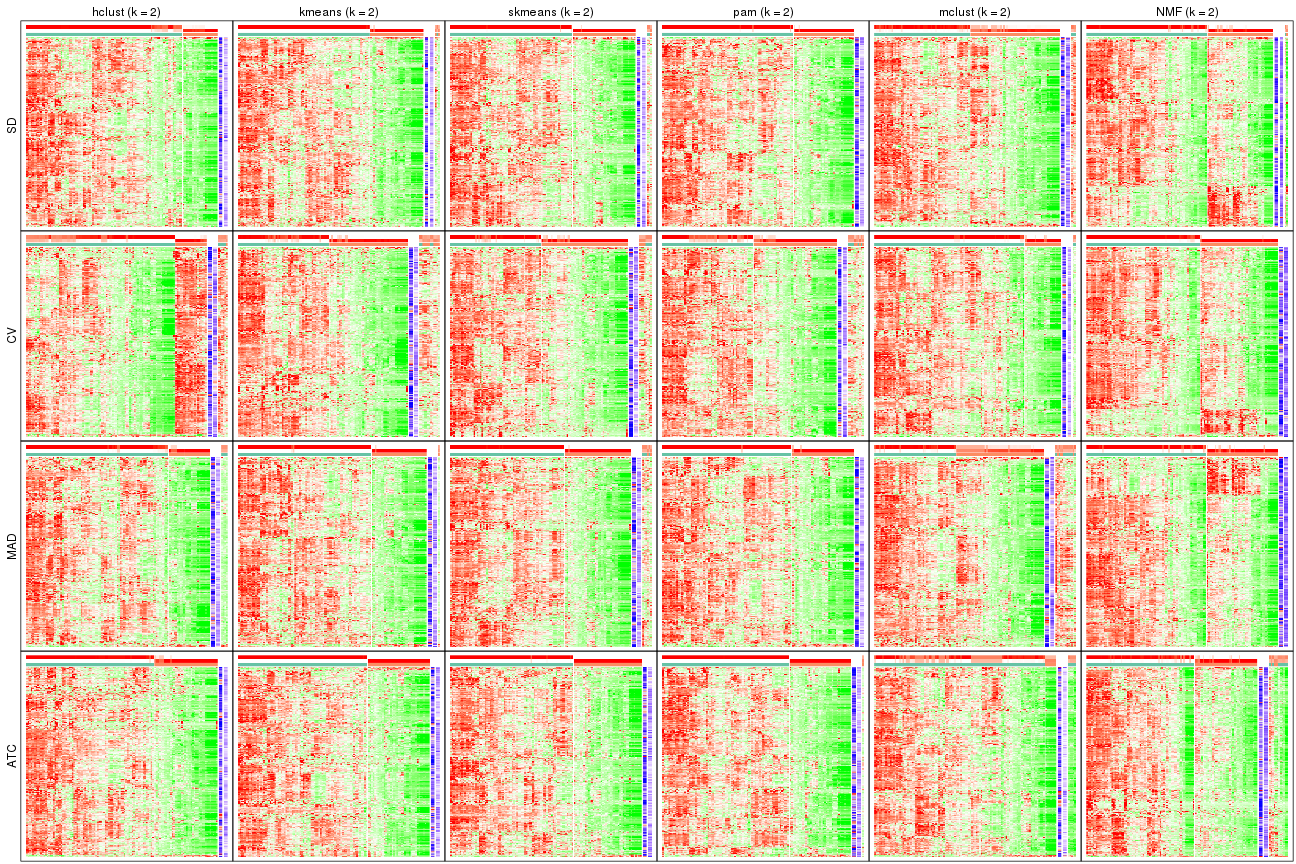 hclust (k = 2) kmeans (k = 2) skmeans (k = 2) pam (k = 2) mclust (k = 2) NMF (k = 2)
SD
CV
MAD
ATC